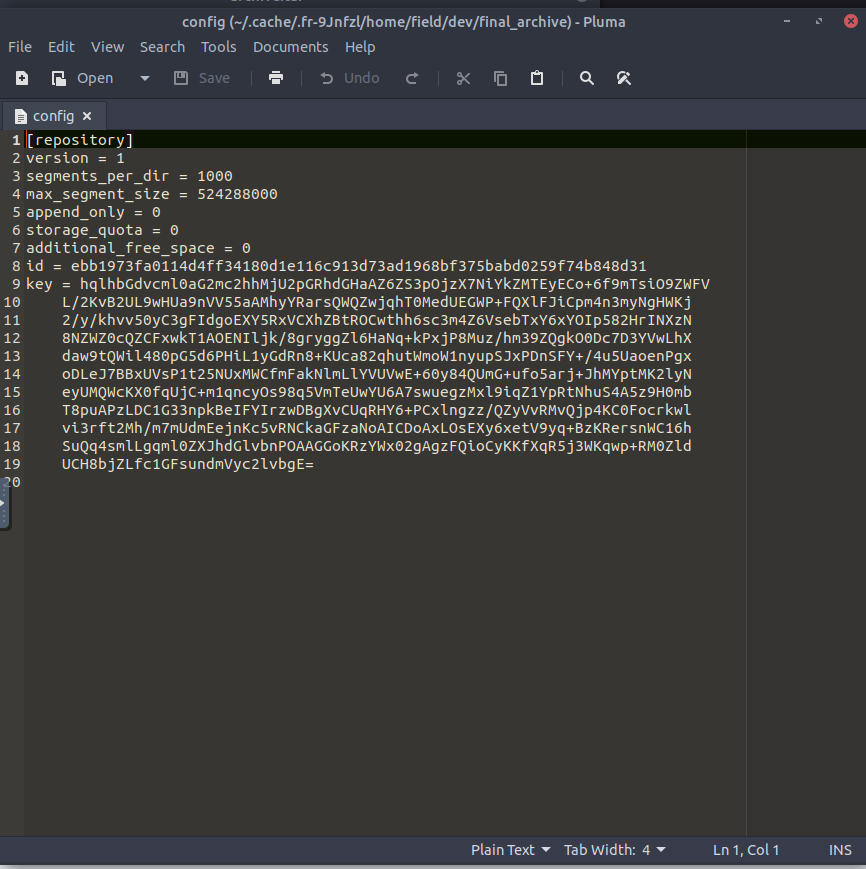 config (~/.cache/.fr-9Jnfzl/home/field/dev/final_archive) - Pluma
File Edit View Search Tools Documents Help
Open Save Undo
config
1 [repository]
2 version = 1
3 segments_per_dir = 1000
4 max_segment_size = 524288000
5 append_only = 0
6 storage_quota = 0
7 additional_free_space = 0
8 id = ebb1973fa0114d4ff34180d1e116c913d73ad1968bf375babd0259f74b848d31
9 key = hqlhbGdvcml0aG2mc2hhMjU2pGRhdGHaAZ6ZS3pOjzX7NiYkZMTEyECo+6f9mTsiO9ZWFV
10 L/2KvB2UL9wHUa9nVV55aAMhyYRarsQWQZwjqhT0MedUEGWP+FQXlFJiCpm4n3myNgHWKj
11 2/y/khvv50yC3gFIdgoEXY5RxVCXhZBtROCwthh6sc3m4Z6VsebTxY6xYOIp582HrINXzN
12 8NZWZ0cQZCFxwkT1AOENIljk/8gryggZl6HaNq+kPxjP8Muz/hm39ZQgkO0Dc7D3YVwLhX
13 daw9tQWil480pG5d6PHiL1yGdRn8+KUca82qhutWmoW1nyupSJxPDnSFY+/4u5UaoenPgx
14 oDLeJ7BBxUVsP1t25NUxMWCfmFakNlmLlYVUVwE+60y84QUmG+ufo5arj+JhMYptMK2lyN
15 eyUMQWcKX0fqUjC+m1qncyOs98q5VmTeUwYU6A7swuegzMxl9iqZ1YpRtNhuS4A5z9H0mb
16 T8puAPzLDC1G33npkBeIFYIrzwDBgXvCUqRHY6+PCxlngzz/QZyVvRMvQjp4KC0Focrkwl
17 vi3rft2Mh/m7mUdmEejnKc5vRNCkaGFzaNoAICDoAxLOsEXy6xetV9yq+BzKRersnWC16h
18 SuQq4smlLgqml0ZXJhdGlvbnPOAAGGoKRzYWx02gAgzFQioCyKKfXqR5j3WKqwp+RM0Zld
19 UCH8bjZLfc1GFsundmVyc2lvbgE=
20
Plain Text Tab Width: 4 Ln 1, Col 1 INS